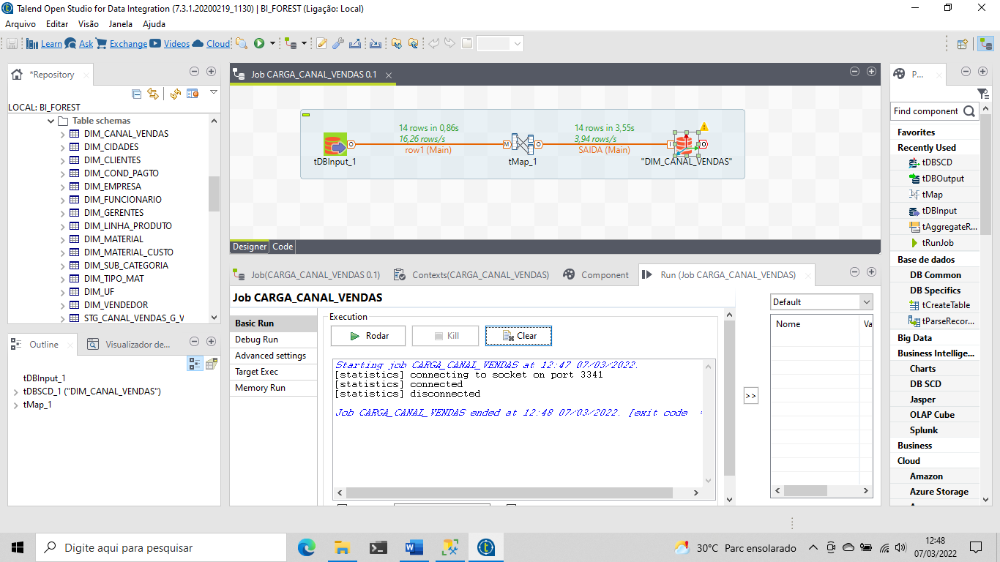 Talend Open Studio for Data Integration (7.3.1.20200219_1130) | BI_FOREST (Ligação: Local)
Arquivo Editar Visão Janela Ajuda
Learn Ask Exchange Videos Cloud
*Repository
LOCAL: BI_FOREST
Table schemas
DIM_CANAL_VENDAS
DIM_CIDADES
DIM_CLIENTES
DIM_COND_PAGTO
DIM_EMPRESA
DIM_FUNCIONARIO
DIM_GERENTES
DIM_LINHA_PRODUTO
DIM_MATERIAL
DIM_MATERIAL_CUSTO
DIM_SUB_CATEGORIA
DIM_TIPO_MAT
DIM_UF
DIM_VENDEDOR
STG_CANAL_VENDAS_G_V
Outline Visualizador de...
tDBInput_1
tDBSCD_1 ("DIM_CANAL_VENDAS")
tMap_1
Job CARGA_CANAL_VENDAS 0.1
14 rows in 0,86s
16,26 rows/s
row1 (Main)
14 rows in 3,55s
3,94 rows/s
SAIDA (Main)
O M O I O
tDBInput_1
tMap_1
"DIM_CANAL_VENDAS"
Designer Code
Job(CARGA_CANAL_VENDAS 0.1) Contexts(CARGA_CANAL_VENDAS) Component Run (Job CARGA_CANAL_VENDAS)
Job CARGA_CANAL_VENDAS
Basic Run
Debug Run
Advanced settings
Target Exec
Memory Run
Execution
Rodar Kill Clear
Starting job CARGA_CANAL_VENDAS at 12:47 07/03/2022.
[statistics] connecting to socket on port 3341
[statistics] connected
[statistics] disconnected
Job CARGA_CANAL_VENDAS ended at 12:48 07/03/2022. [exit code
>>
Default
Nome Va
P...
Find component
Favorites
Recently Used
tDBSCD
tDBOutput
tMap
tDBInput
tAggregateR...
tRunJob
Base de dados
DB Common
DB Specifics
tCreateTable
tParseRecor...
Big Data
Business Intellige...
Charts
DB SCD
Jasper
OLAP Cube
Splunk
Business
Cloud
Amazon
Azure Storage
Digite aqui para pesquisar
30°C Parc ensolarado
12:48
07/03/2022